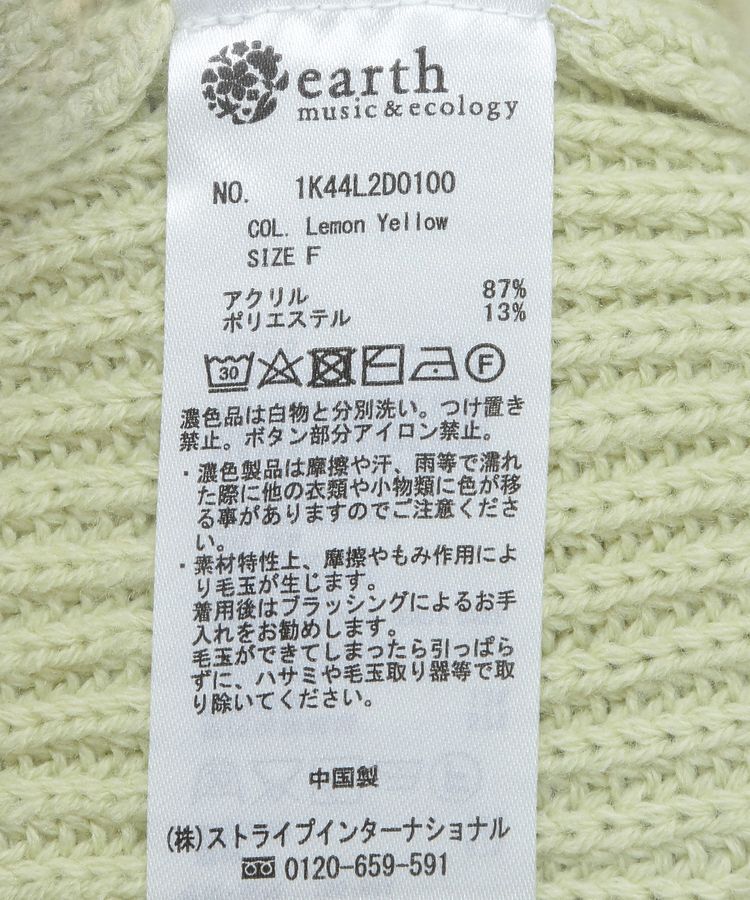 earth
music & ecology
NO. 1K44L2D0100
COL. Lemon Yellow
SIZE F
アクリル 87%
ポリエステル 13%
30 F
濃色品は白物と分別洗い。つけ置き
禁止。ボタン部分アイロン禁止。
・濃色製品は摩擦や汗、雨等で濡れ
た際に他の衣類や小物類に色が移
る事がありますのでご注意くださ
い。
・素材特性上、摩擦やもみ作用によ
り毛玉が生じます。
着用後はブラッシングによるお手
入れをお勧めします。
毛玉ができてしまったら引っぱら
ずに、ハサミや毛玉取り器等で取
り除いてください。
中国製
(株)ストライプインターナショナル
0120-659-591